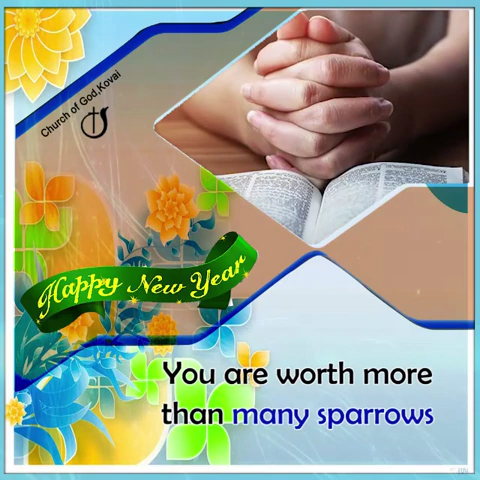 Church of God,Kovai
Happy New Year
You are worth more
than many sparrows